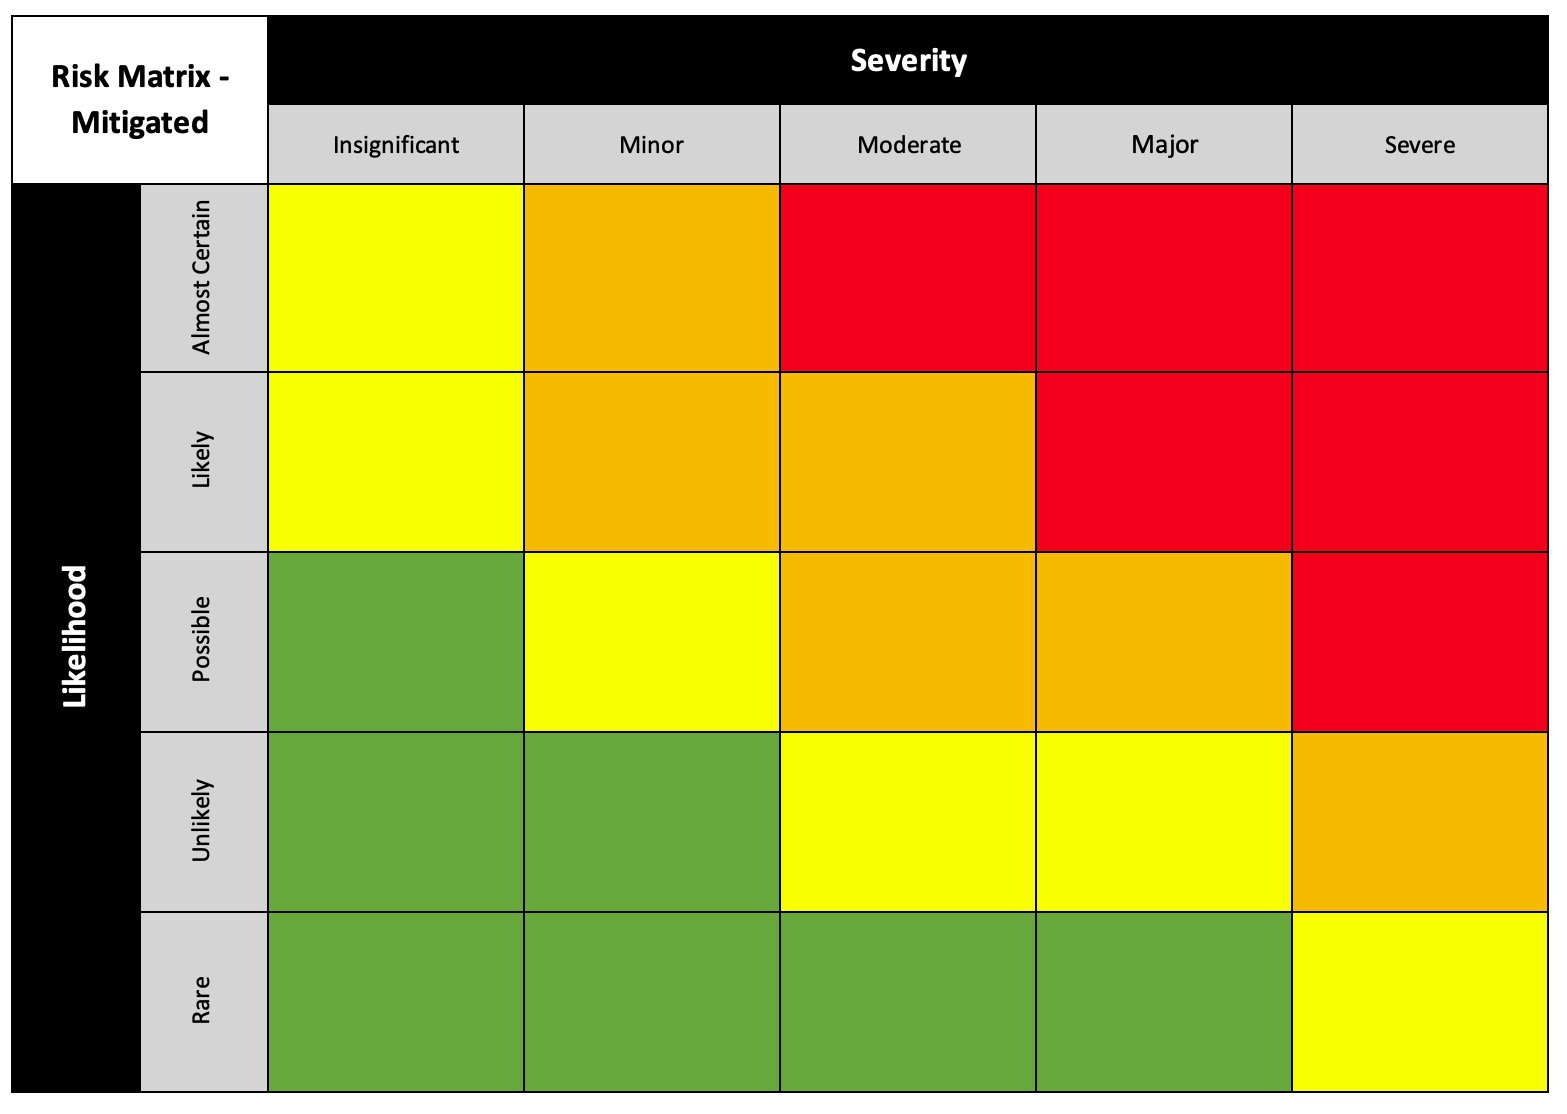 Risk Matrix -
Mitigated
Severity
Insignificant
Minor
Moderate
Major
Severe
Likelihood
Almost Certain
Likely
Possible
Unlikely
Rare